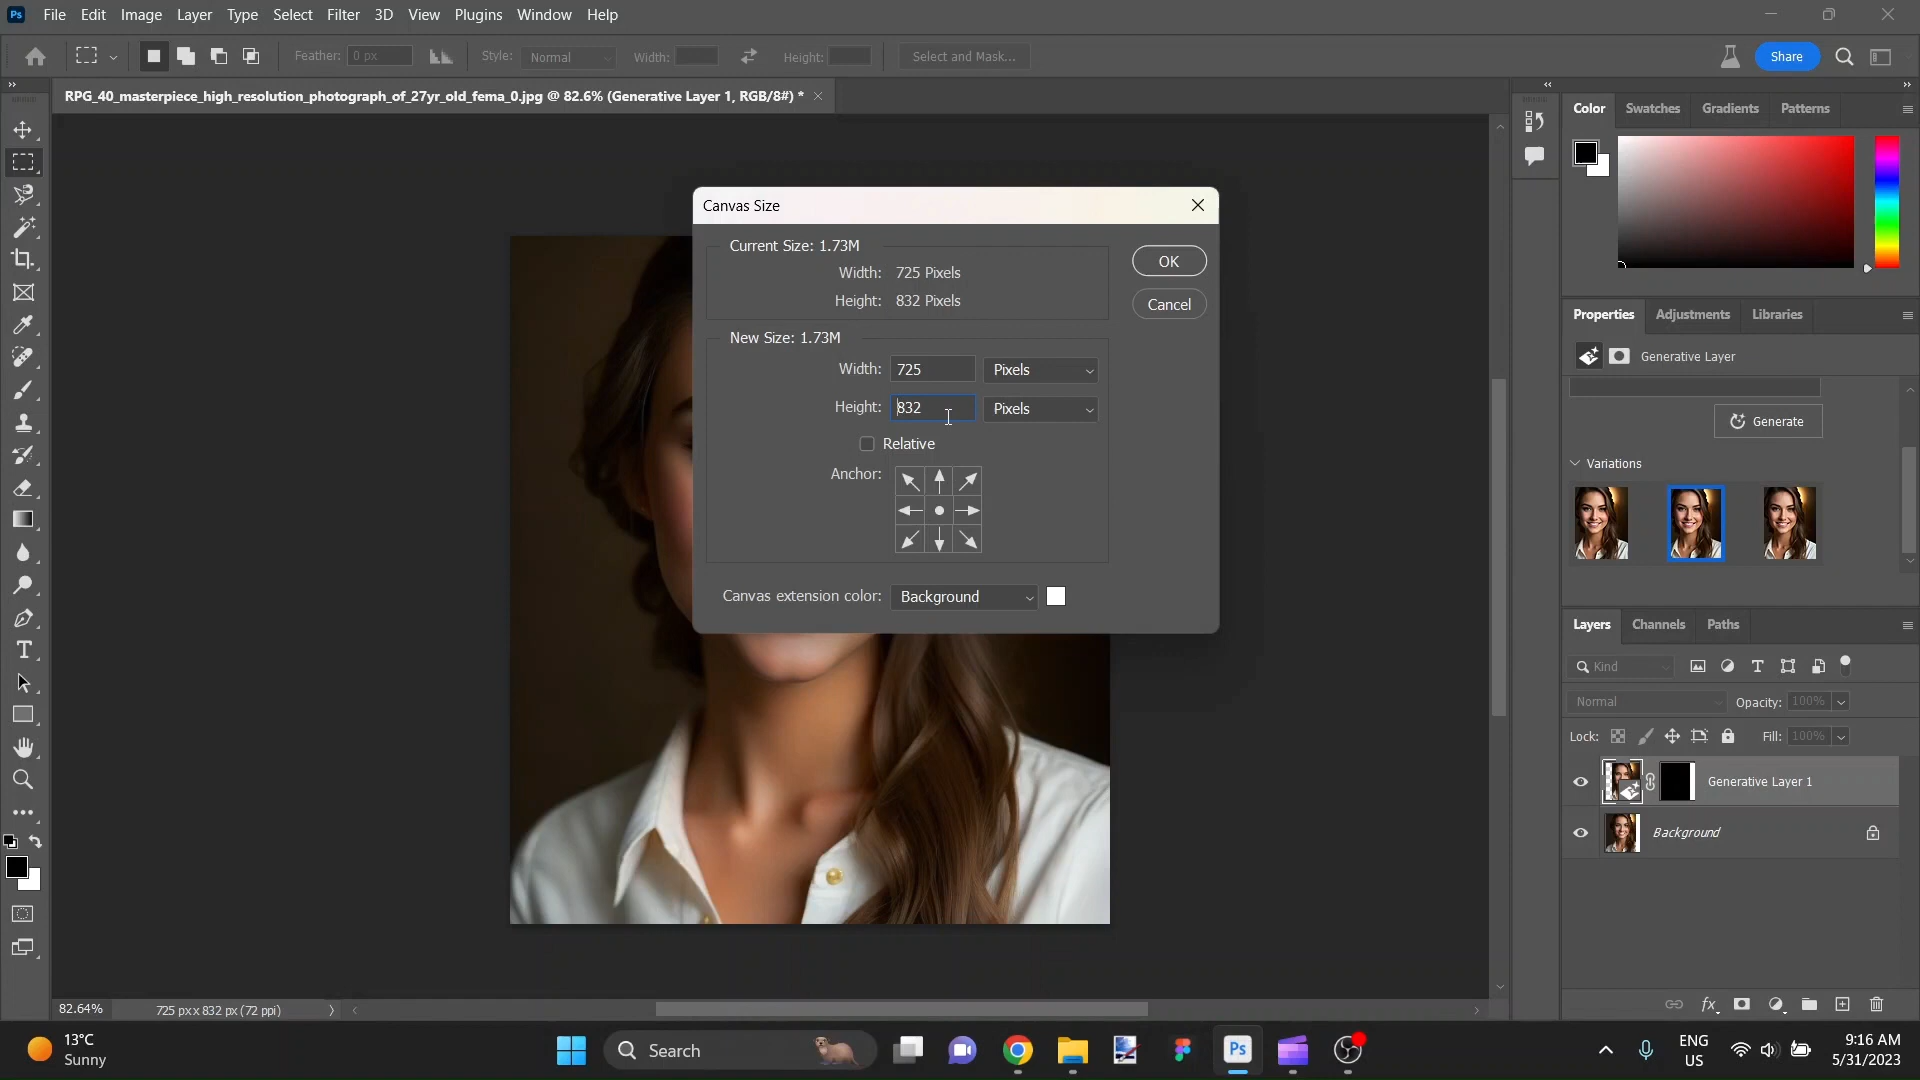 Ps File Edit Image Layer Type Select Filter 3D View Plugins Window Help
Feather: 0 px Style: Normal Width: Height: Select and Mask... Share
RPG_40_masterpiece_high_resolution_photograph_of_27yr_old_fema_0.jpg @ 82.6% (Generative Layer 1, RGB/8#) *
Color Swatches Gradients Patterns
Canvas Size
Current Size: 1.73M
Width: 725 Pixels
Height: 832 Pixels
OK
Cancel
New Size: 1.73M
Width: 725 Pixels
Height: 832 Pixels
Relative
Anchor:
Canvas extension color: Background
Properties Adjustments Libraries
Generative Layer
Generate
Variations
Layers Channels Paths
Kind
Normal Opacity: 100%
Lock: Fill: 100%
Generative Layer 1
Background
fx
82.64% 725 px x 832 px (72 ppi)
13°C
Sunny
Search
Ps
ENG
US
9:16 AM
5/31/2023